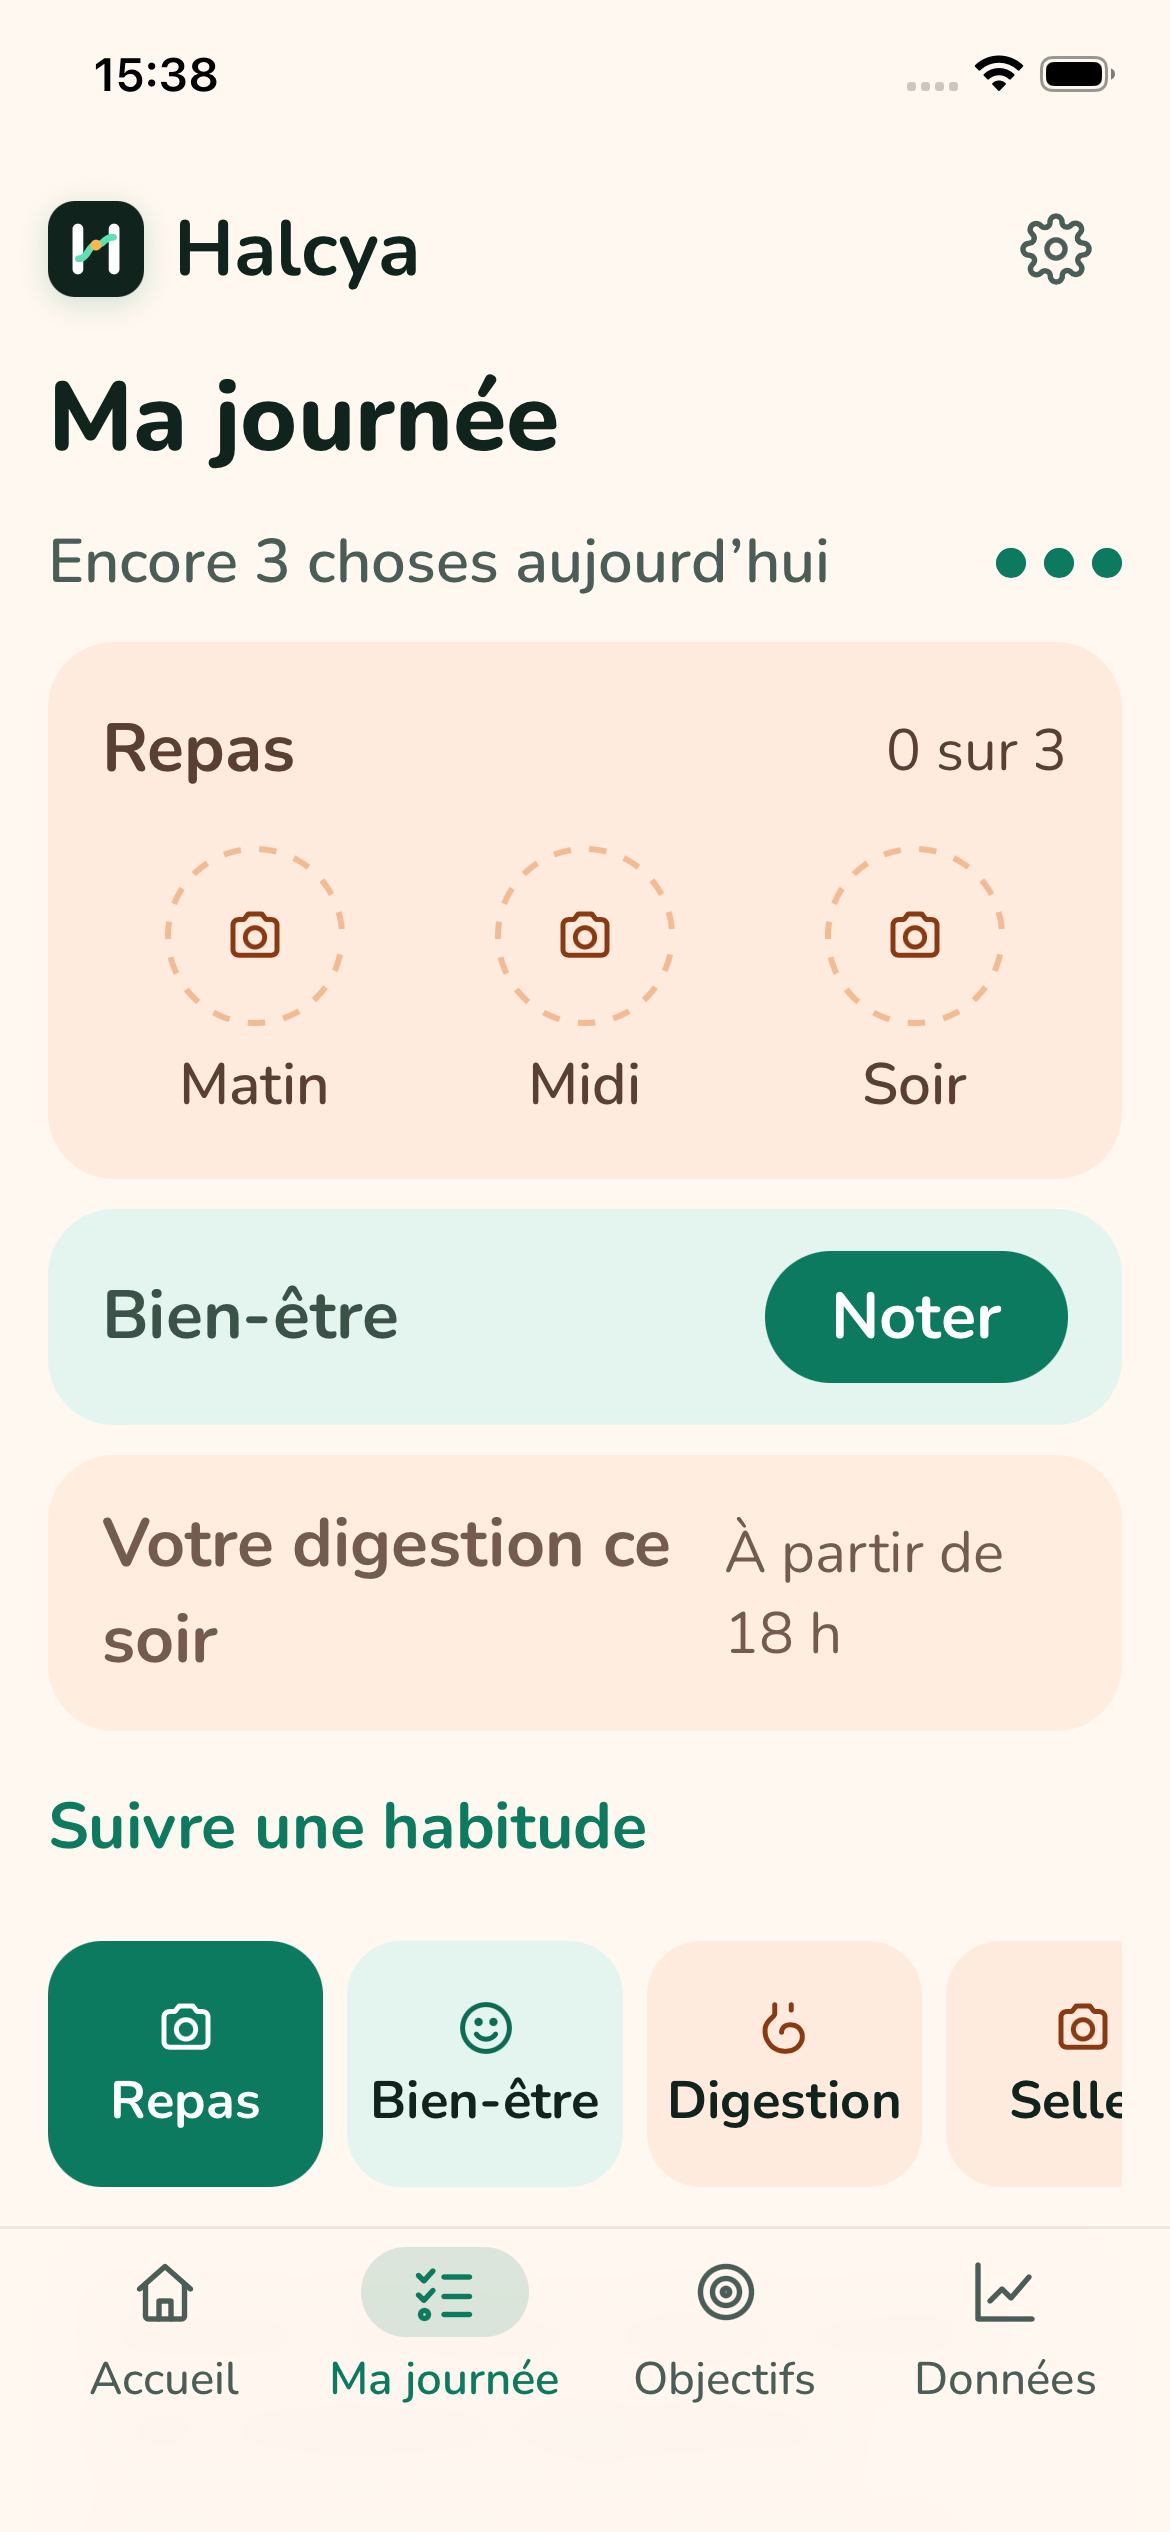 15:38
Halcya
Ma journée
Encore 3 choses aujourd’hui
Repas
0 sur 3
Matin
Midi
Soir
Bien-être
Noter
Votre digestion ce
soir
À partir de
18 h
Suivre une habitude
Repas
Bien-être
Digestion
Selle
Accueil
Ma journée
Objectifs
Données